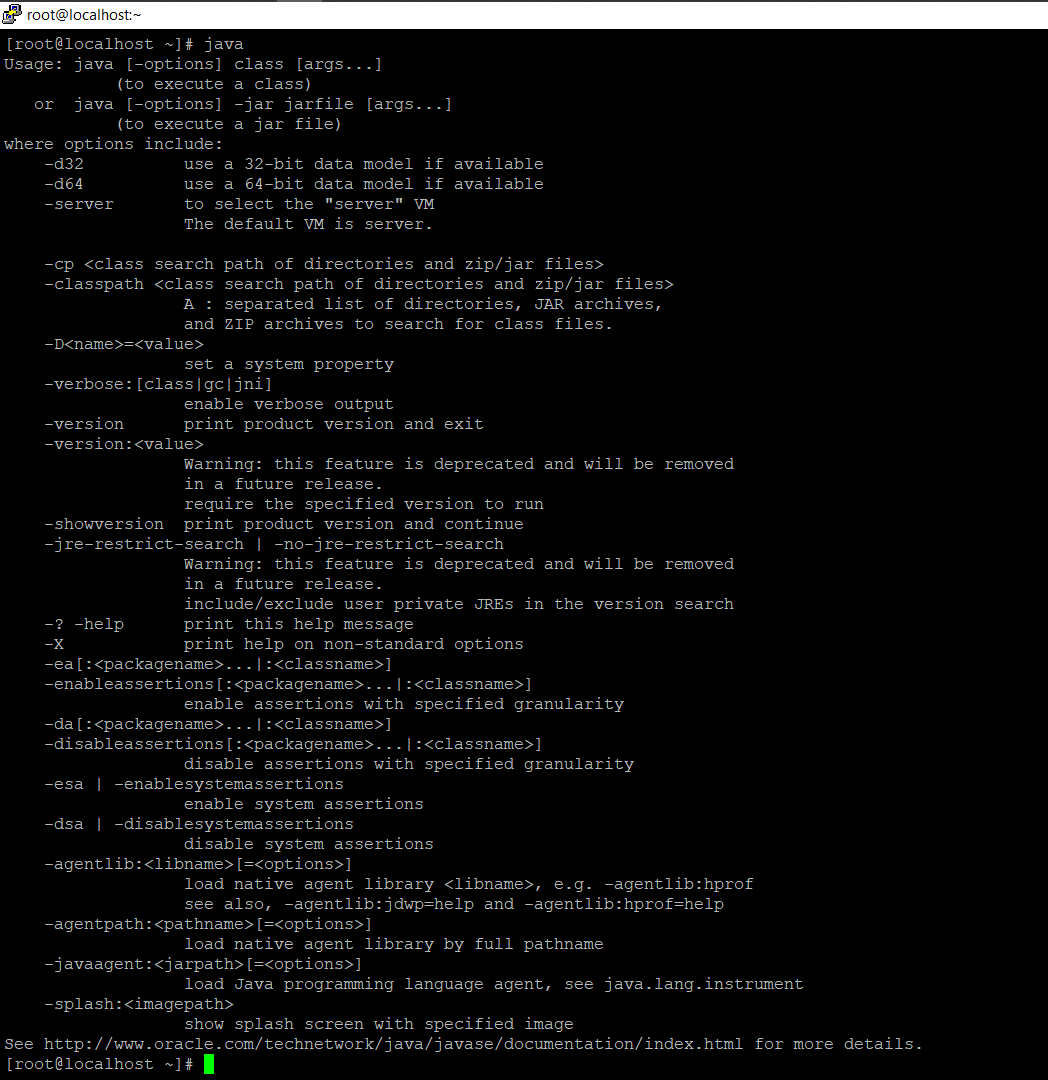 root@localhost:~
[root@localhost ~]# java
Usage: java [-options] class [args...]
           (to execute a class)
   or  java [-options] -jar jarfile [args...]
           (to execute a jar file)
where options include:
    -d32          use a 32-bit data model if available
    -d64          use a 64-bit data model if available
    -server       to select the "server" VM
                  The default VM is server.

    -cp <class search path of directories and zip/jar files>
    -classpath <class search path of directories and zip/jar files>
                  A : separated list of directories, JAR archives,
                  and ZIP archives to search for class files.
    -D<name>=<value>
                  set a system property
    -verbose:[class|gc|jni]
                  enable verbose output
    -version      print product version and exit
    -version:<value>
                  Warning: this feature is deprecated and will be removed
                  in a future release.
                  require the specified version to run
    -showversion  print product version and continue
    -jre-restrict-search | -no-jre-restrict-search
                  Warning: this feature is deprecated and will be removed
                  in a future release.
                  include/exclude user private JREs in the version search
    -? -help      print this help message
    -X            print help on non-standard options
    -ea[:<packagename>...|:<classname>]
    -enableassertions[:<packagename>...|:<classname>]
                  enable assertions with specified granularity
    -da[:<packagename>...|:<classname>]
    -disableassertions[:<packagename>...|:<classname>]
                  disable assertions with specified granularity
    -esa | -enablesystemassertions
                  enable system assertions
    -dsa | -disablesystemassertions
                  disable system assertions
    -agentlib:<libname>[=<options>]
                  load native agent library <libname>, e.g. -agentlib:hprof
                  see also, -agentlib:jdwp=help and -agentlib:hprof=help
    -agentpath:<pathname>[=<options>]
                  load native agent library by full pathname
    -javaagent:<jarpath>[=<options>]
                  load Java programming language agent, see java.lang.instrument
    -splash:<imagepath>
                  show splash screen with specified image
See http://www.oracle.com/technetwork/java/javase/documentation/index.html for more details.
[root@localhost ~]#